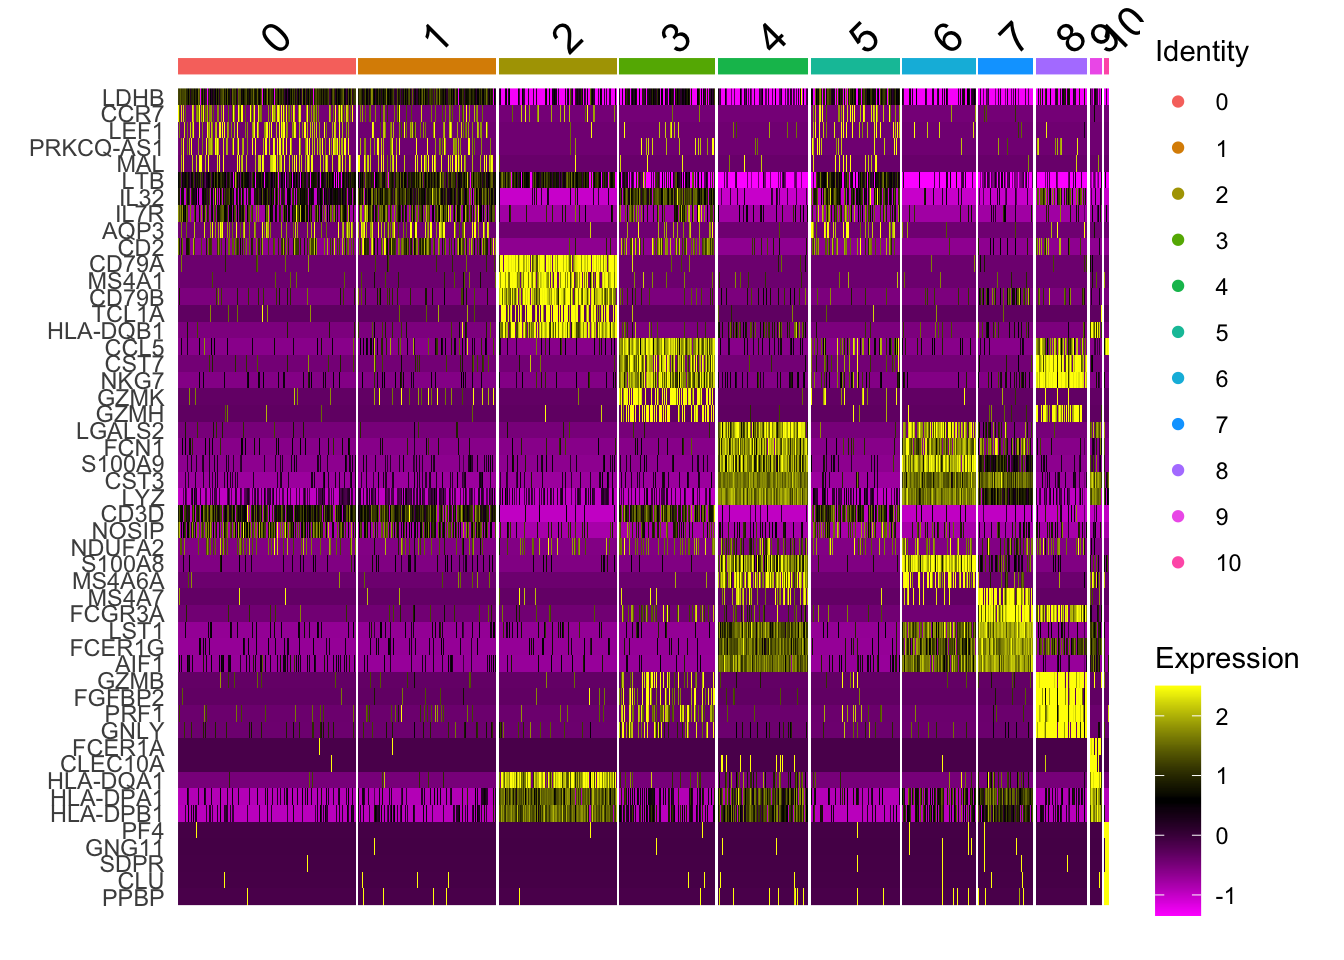 0 1 2 3 4 5 6 7 8 9 10
LDHB
CCR7
LEF1
PRKCQ-AS1
MAL
LTB
IL32
IL7R
AQP3
CD2
CD79A
MS4A1
CD79B
TCL1A
HLA-DQB1
CCL5
CST7
NKG7
GZMK
GZMH
LGALS2
FCN1
S100A9
CST3
LYZ
CD3D
NOSIP
NDUFA2
S100A8
MS4A6A
MS4A7
FCGR3A
LST1
FCER1G
AIF1
GZMB
FGFBP2
PRF1
GNLY
FCER1A
CLEC10A
HLA-DQA1
HLA-DPA1
HLA-DPB1
PF4
GNG11
SDPR
CLU
PPBP
Identity
0
1
2
3
4
5
6
7
8
9
10
Expression
2
1
0
-1